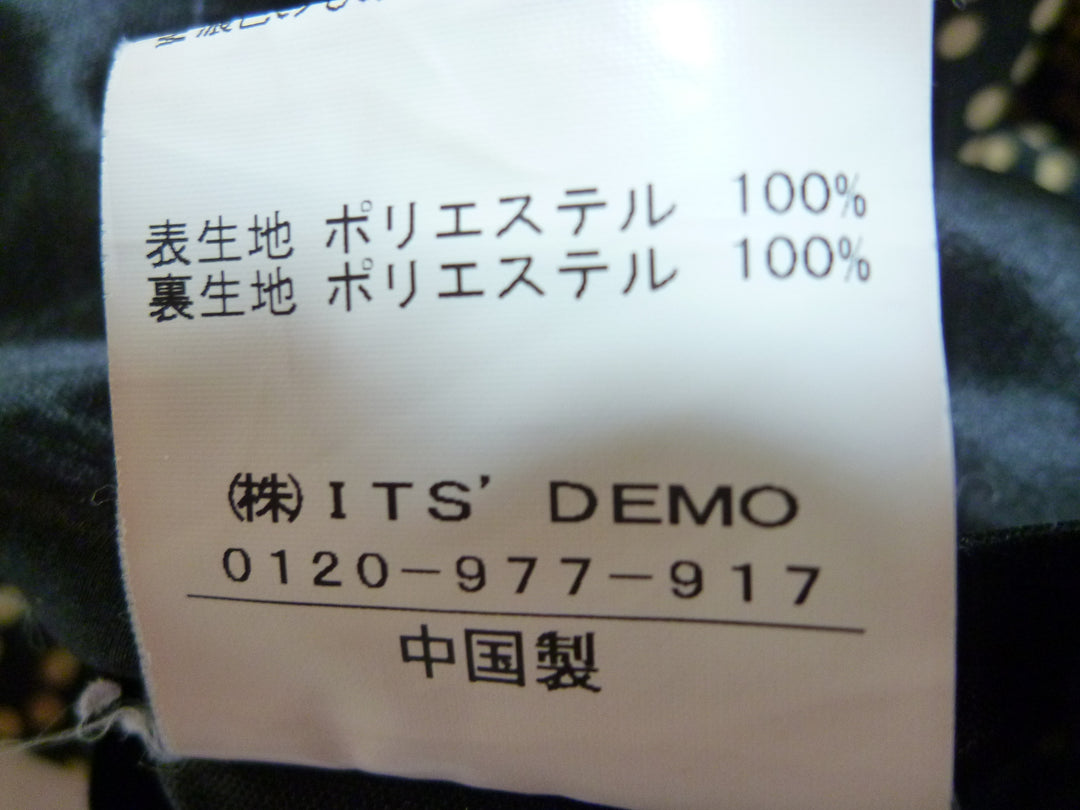 表生地 ポリエステル 100%
裏生地 ポリエステル 100%
㈱ITS' DEMO
0120-977-917
中国製